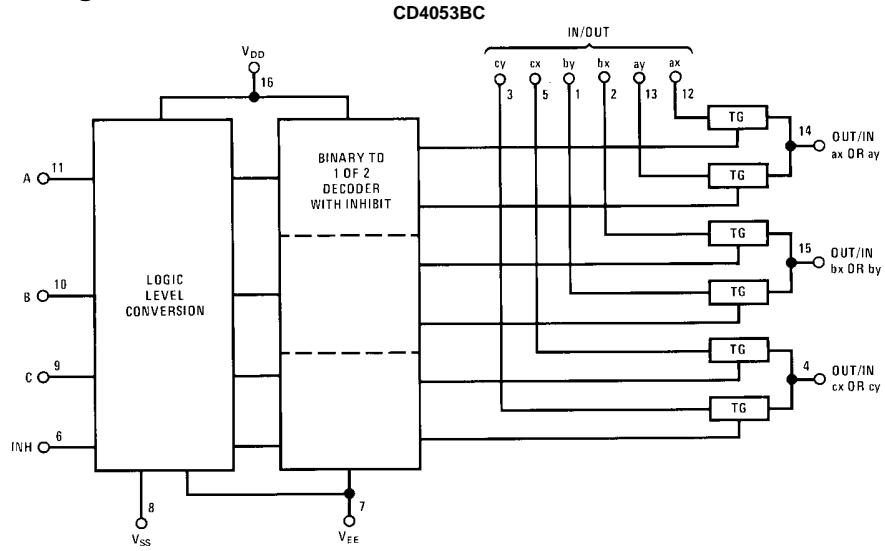 CD4053BC
IN/OUT
cy cx by bx ay ax
3 5 1 2 13 12
V_DD
16
TG
14
OUT/IN
ax OR ay
TG
A 11
BINARY TO
1 OF 2
DECODER
WITH INHIBIT
TG
15
OUT/IN
bx OR by
TG
B 10
LOGIC
LEVEL
CONVERSION
TG
4
OUT/IN
cx OR cy
TG
C 9
INH 6
8
V_SS
7
V_EE